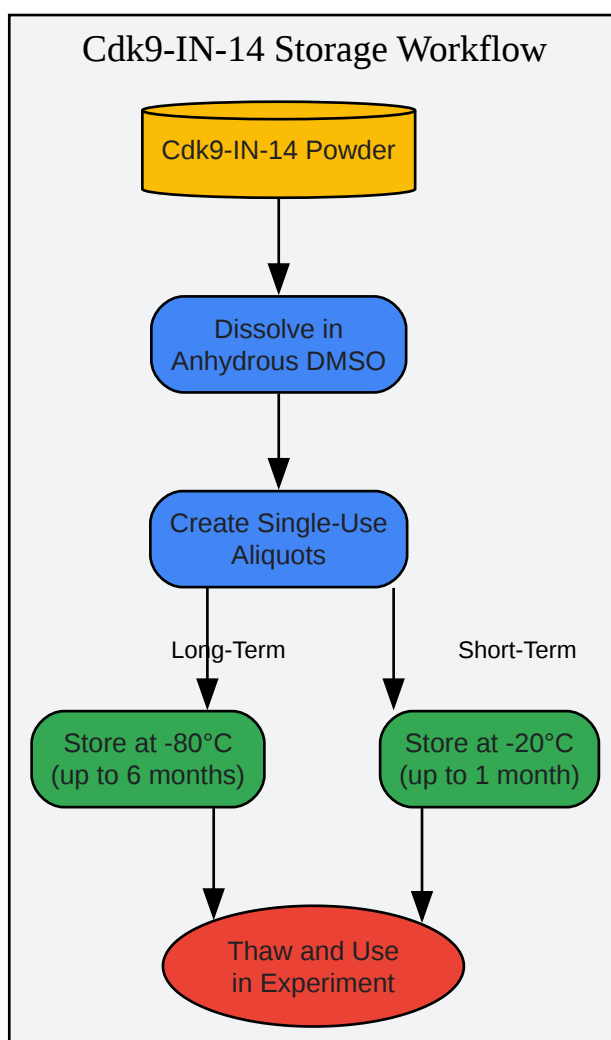 Cdk9-IN-14 Storage Workflow
Cdk9-IN-14 Powder
Dissolve in
Anhydrous DMSO
Create Single-Use
Aliquots
Long-Term
Short-Term
Store at -80°C
(up to 6 months)
Store at -20°C
(up to 1 month)
Thaw and Use
in Experiment